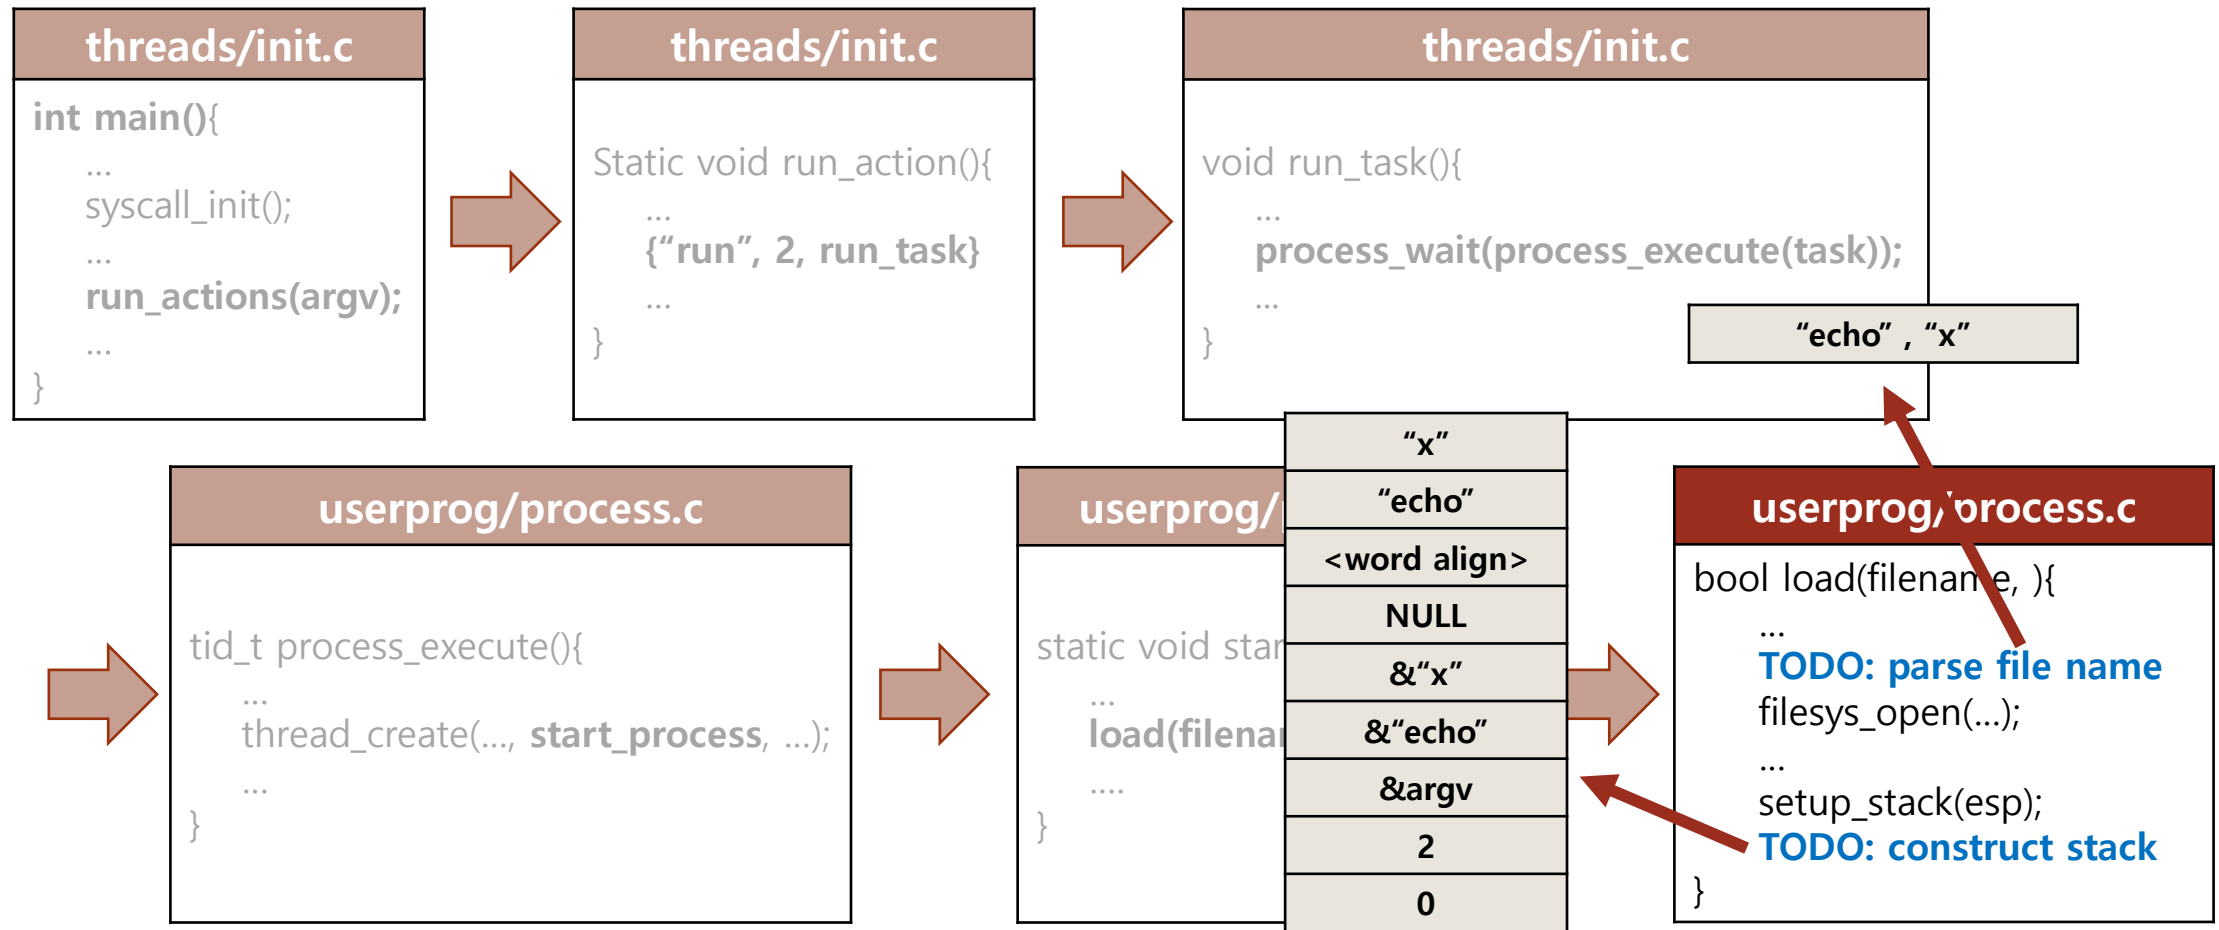 threads/init.c
int main(){
...
syscall_init();
...
run_actions(argv);
...
}
threads/init.c
Static void run_action(){
...
{“run”, 2, run_task}
...
}
threads/init.c
void run_task(){
...
process_wait(process_execute(task));
...
}
“echo” , “x”
userprog/process.c
tid_t process_execute(){
...
thread_create(..., start_process, ...);
...
}
userprog/
static void star
...
load(filena
....
}
“x”
“echo”
<word align>
NULL
&“x”
&“echo”
&argv
2
0
userprog/process.c
bool load(filename, ){
...
TODO: parse file name
filesys_open(...);
...
setup_stack(esp);
TODO: construct stack
}